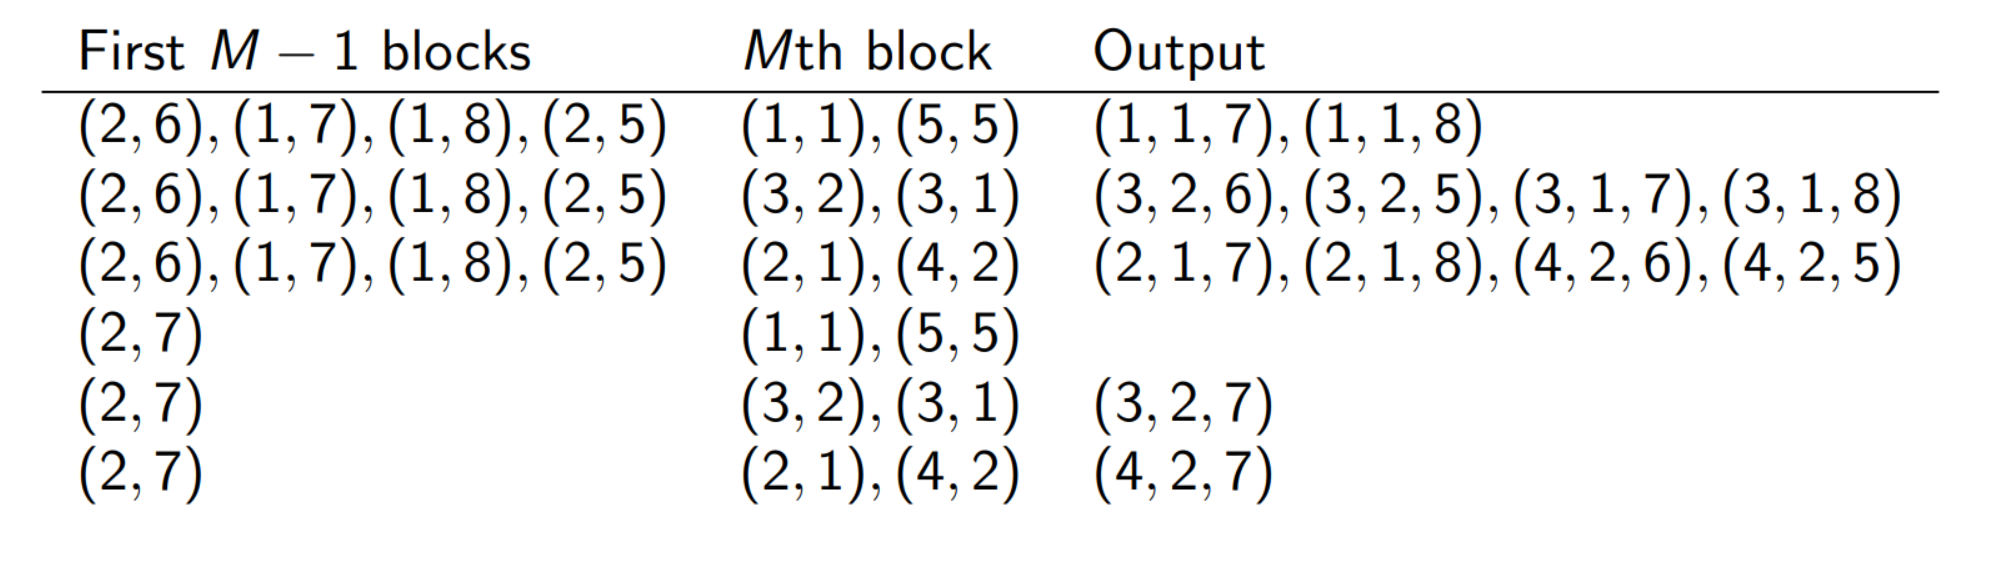 First M − 1 blocks Mth block Output
(2, 6), (1, 7), (1, 8), (2, 5) (1, 1), (5, 5) (1, 1, 7), (1, 1, 8)
(2, 6), (1, 7), (1, 8), (2, 5) (3, 2), (3, 1) (3, 2, 6), (3, 2, 5), (3, 1, 7), (3, 1, 8)
(2, 6), (1, 7), (1, 8), (2, 5) (2, 1), (4, 2) (2, 1, 7), (2, 1, 8), (4, 2, 6), (4, 2, 5)
(2, 7) (1, 1), (5, 5)
(2, 7) (3, 2), (3, 1) (3, 2, 7)
(2, 7) (2, 1), (4, 2) (4, 2, 7)